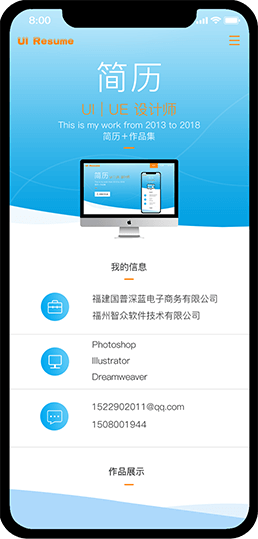 8:00
UI Resume
简历
UI｜UE 设计师
This is my work from 2013 to 2018
简历＋作品集
我的信息
福建国普深蓝电子商务有限公司
福州智众软件技术有限公司
Photoshop
Illustrator
Dreamweaver
1522902011@qq.com
1508001944
作品展示